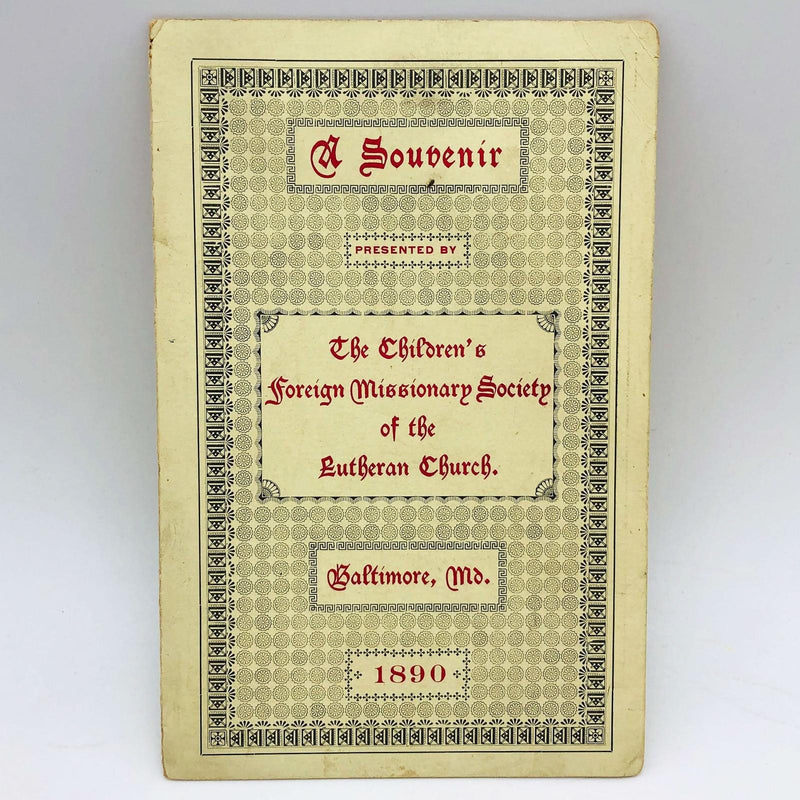 A Souvenir
PRESENTED BY
The Children's
Foreign Missionary Society
of the
Lutheran Church.
Baltimore, Md.
1890